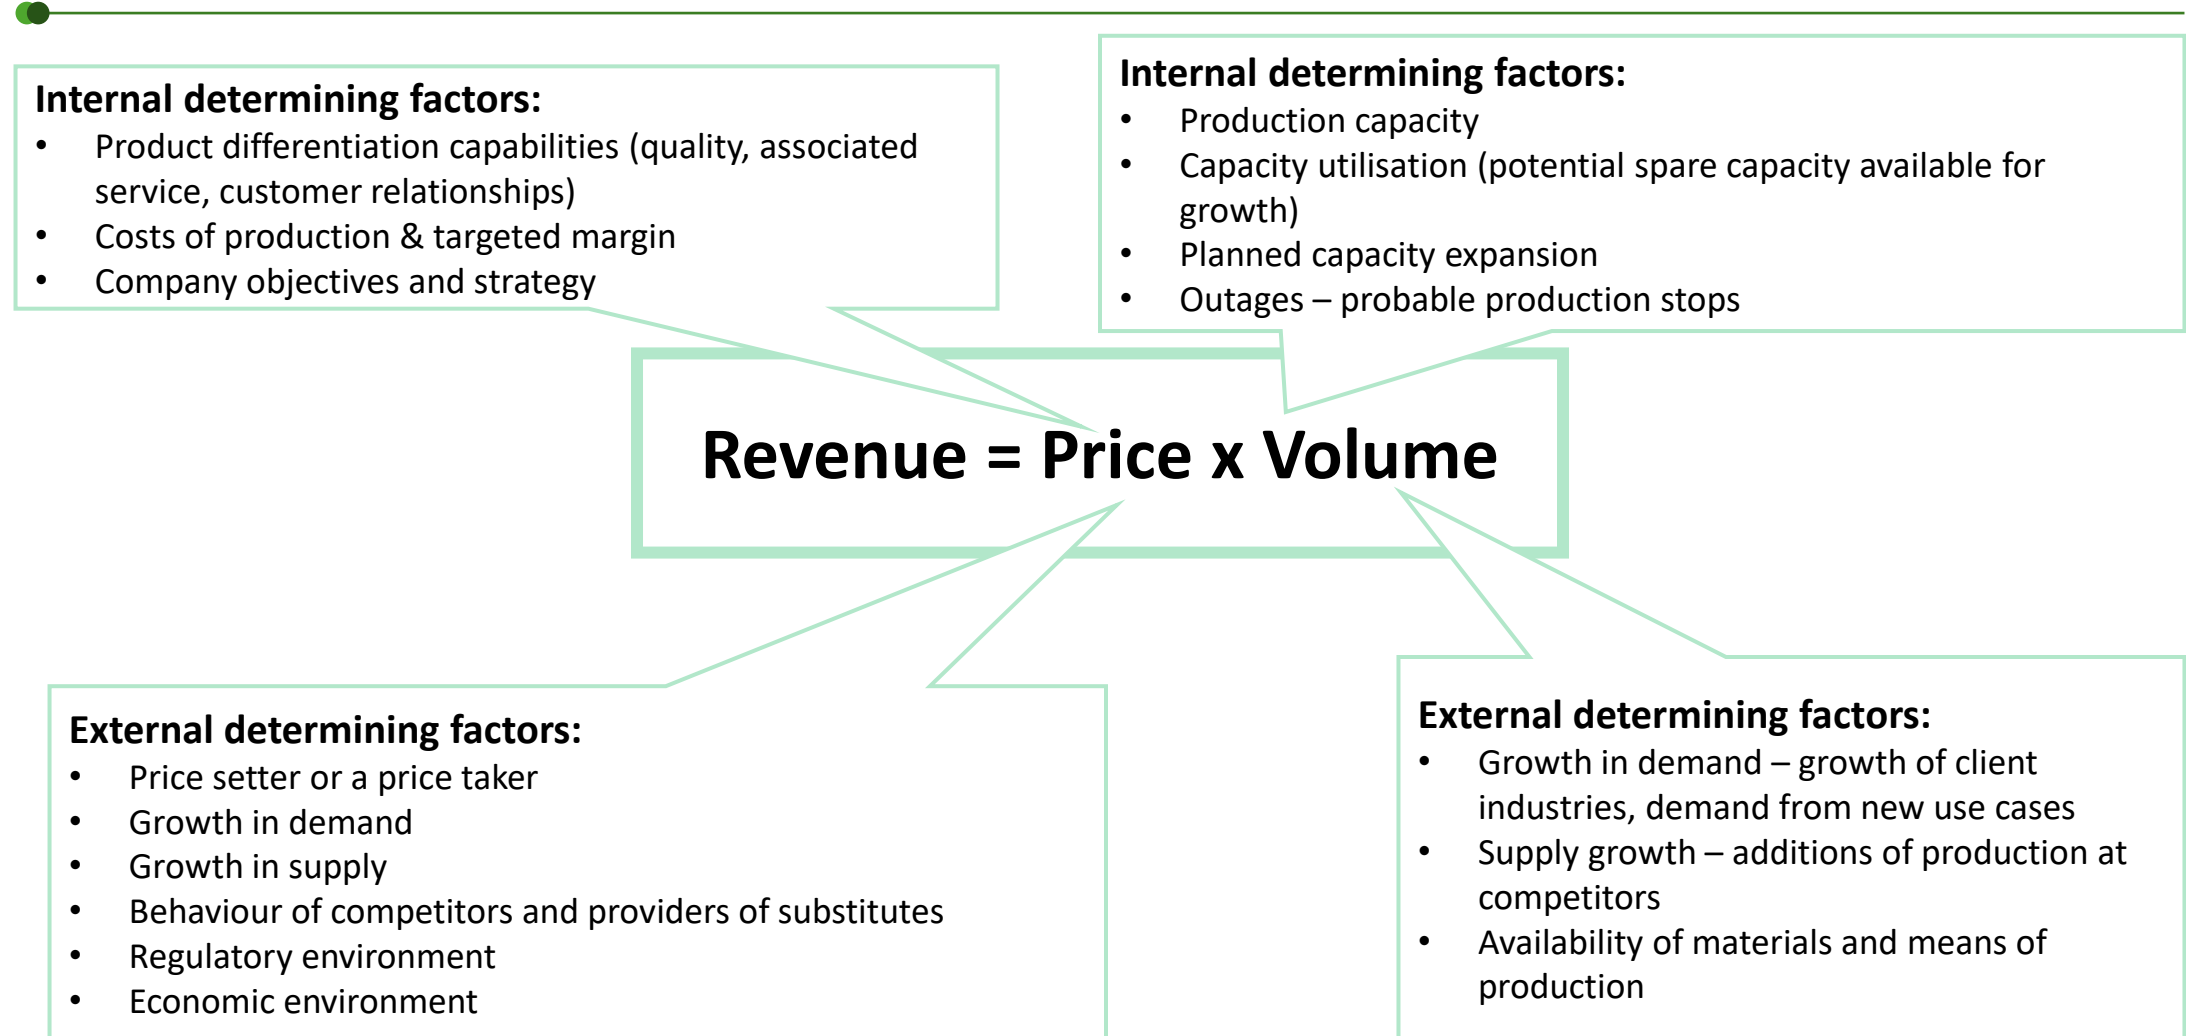 Internal determining factors:
• Product differentiation capabilities (quality, associated
service, customer relationships)
• Costs of production & targeted margin
• Company objectives and strategy
Internal determining factors:
• Production capacity
• Capacity utilisation (potential spare capacity available for
growth)
• Planned capacity expansion
• Outages – probable production stops
Revenue = Price x Volume
External determining factors:
• Price setter or a price taker
• Growth in demand
• Growth in supply
• Behaviour of competitors and providers of substitutes
• Regulatory environment
• Economic environment
External determining factors:
• Growth in demand – growth of client
industries, demand from new use cases
• Supply growth – additions of production at
competitors
• Availability of materials and means of
production